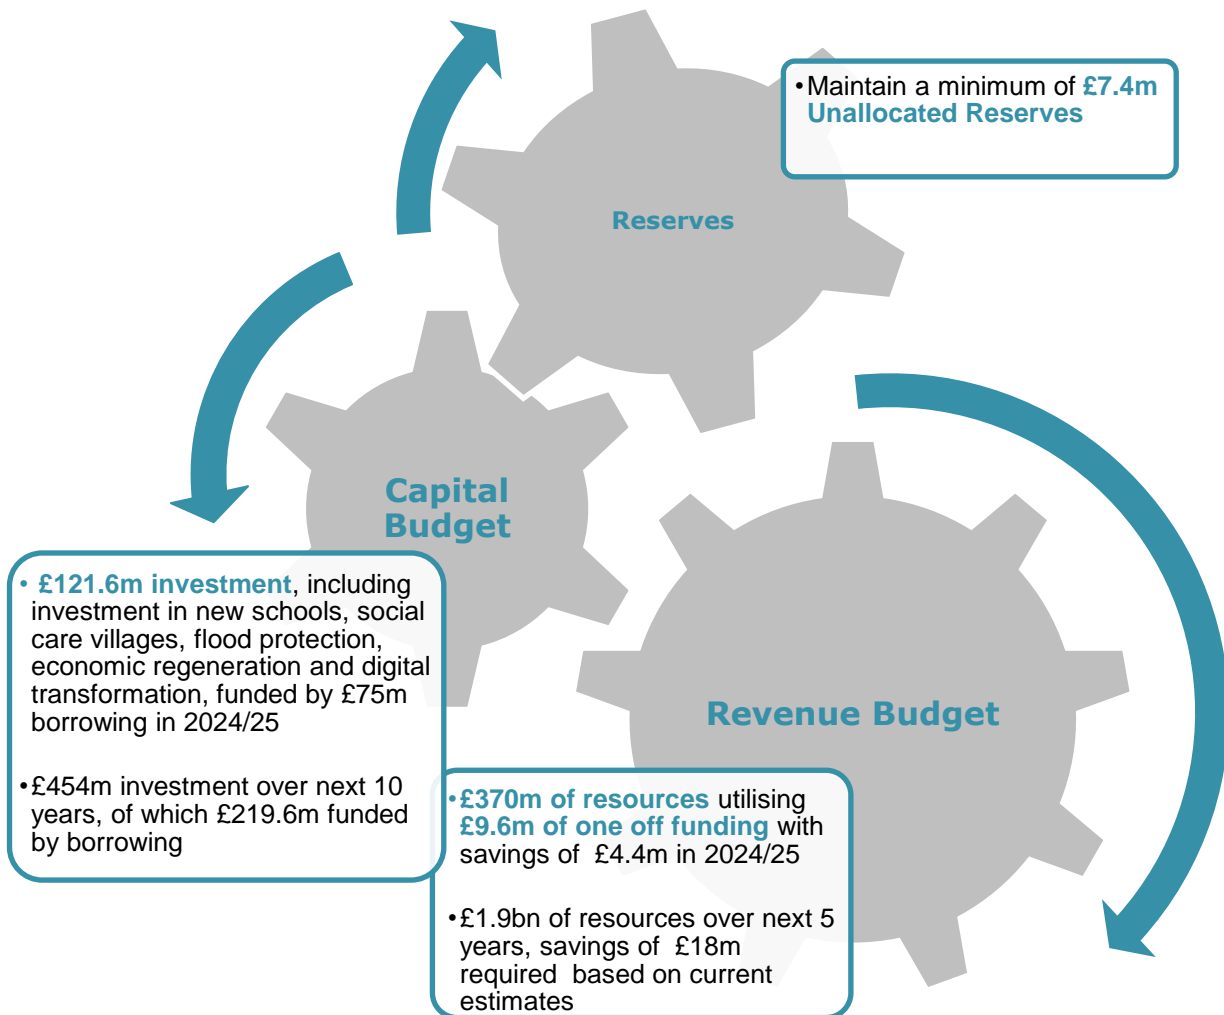 •Maintain a minimum of £7.4m
Unallocated Reserves
Reserves
Capital
Budget
• £121.6m investment, including
investment in new schools, social
care villages, flood protection,
economic regeneration and digital
transformation, funded by £75m
borrowing in 2024/25
•£454m investment over next 10
years, of which £219.6m funded
by borrowing
Revenue Budget
•£370m of resources utilising
£9.6m of one off funding with
savings of £4.4m in 2024/25
•£1.9bn of resources over next 5
years, savings of £18m
required based on current
estimates